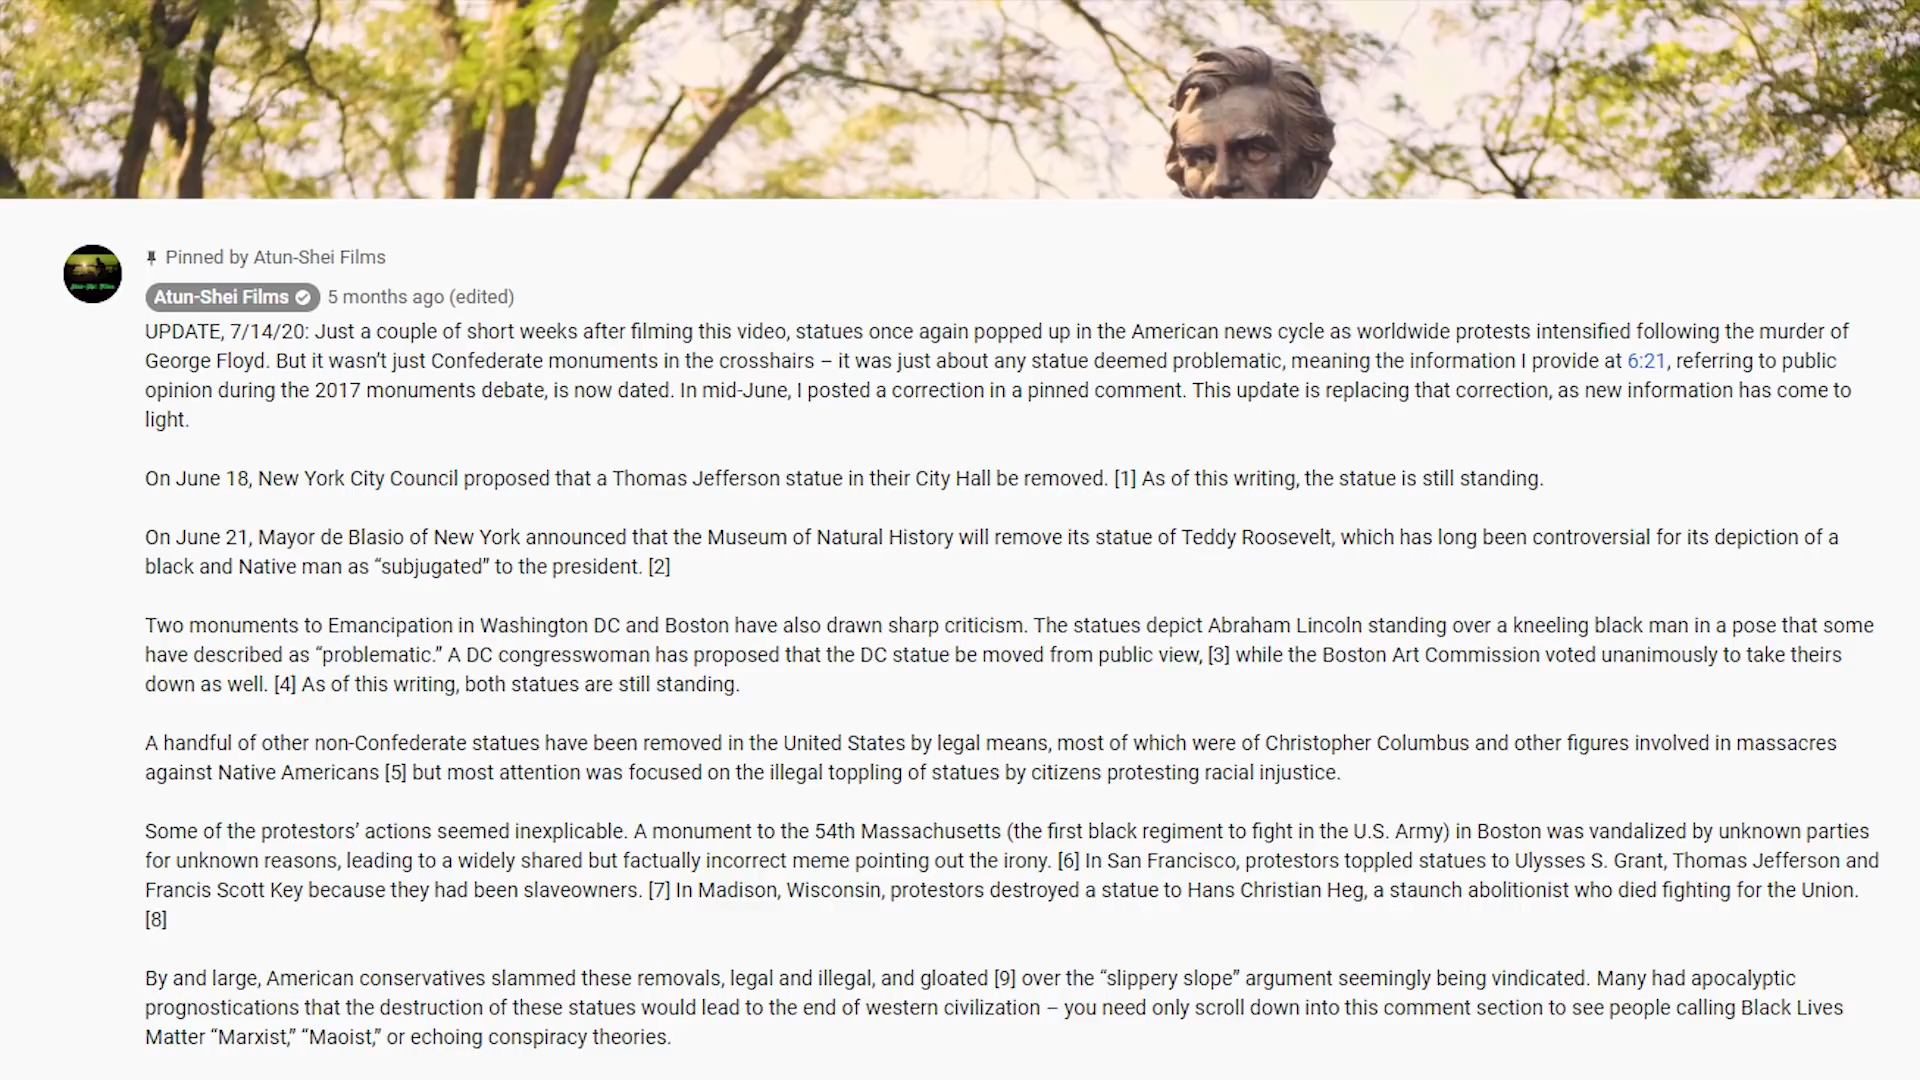 Pinned by Atun-Shei Films
Atun-Shei Films 5 months ago (edited)
UPDATE, 7/14/20: Just a couple of short weeks after filming this video, statues once again popped up in the American news cycle as worldwide protests intensified following the murder of
George Floyd. But it wasn’t just Confederate monuments in the crosshairs – it was just about any statue deemed problematic, meaning the information I provide at 6:21, referring to public
opinion during the 2017 monuments debate, is now dated. In mid-June, I posted a correction in a pinned comment. This update is replacing that correction, as new information has come to
light.
On June 18, New York City Council proposed that a Thomas Jefferson statue in their City Hall be removed. [1] As of this writing, the statue is still standing.
On June 21, Mayor de Blasio of New York announced that the Museum of Natural History will remove its statue of Teddy Roosevelt, which has long been controversial for its depiction of a
black and Native man as “subjugated” to the president. [2]
Two monuments to Emancipation in Washington DC and Boston have also drawn sharp criticism. The statues depict Abraham Lincoln standing over a kneeling black man in a pose that some
have described as “problematic.” A DC congresswoman has proposed that the DC statue be moved from public view, [3] while the Boston Art Commission voted unanimously to take theirs
down as well. [4] As of this writing, both statues are still standing.
A handful of other non-Confederate statues have been removed in the United States by legal means, most of which were of Christopher Columbus and other figures involved in massacres
against Native Americans [5] but most attention was focused on the illegal toppling of statues by citizens protesting racial injustice.
Some of the protestors’ actions seemed inexplicable. A monument to the 54th Massachusetts (the first black regiment to fight in the U.S. Army) in Boston was vandalized by unknown parties
for unknown reasons, leading to a widely shared but factually incorrect meme pointing out the irony. [6] In San Francisco, protestors toppled statues to Ulysses S. Grant, Thomas Jefferson and
Francis Scott Key because they had been slaveowners. [7] In Madison, Wisconsin, protestors destroyed a statue to Hans Christian Heg, a staunch abolitionist who died fighting for the Union.
[8]
By and large, American conservatives slammed these removals, legal and illegal, and gloated [9] over the “slippery slope” argument seemingly being vindicated. Many had apocalyptic
prognostications that the destruction of these statues would lead to the end of western civilization – you need only scroll down into this comment section to see people calling Black Lives
Matter “Marxist,” “Maoist,” or echoing conspiracy theories.